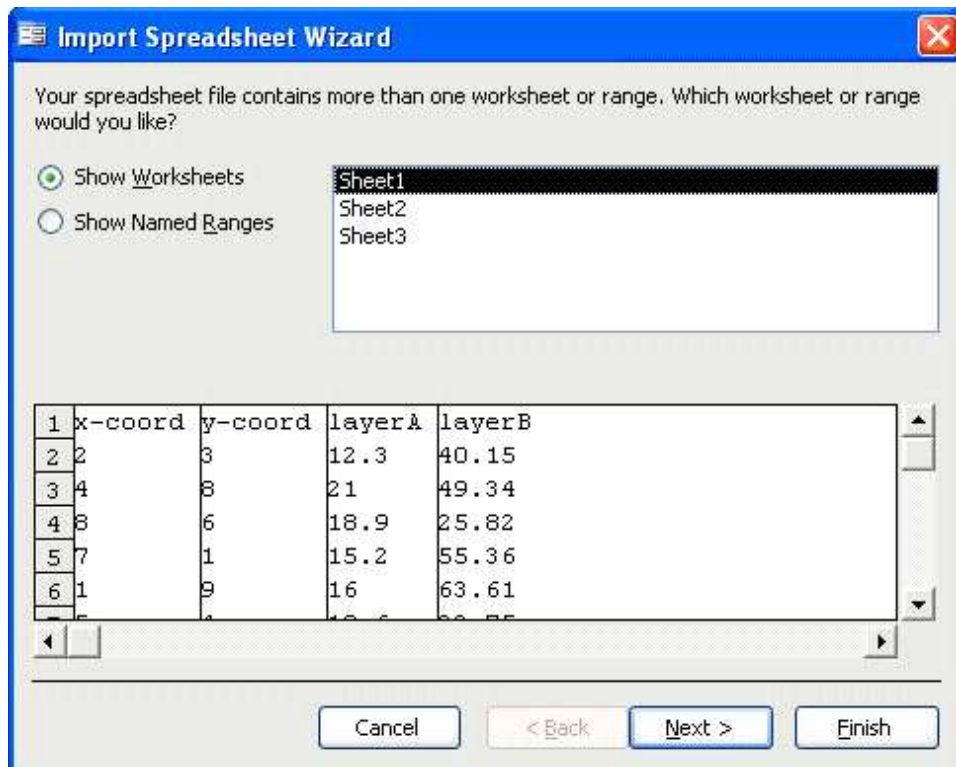 Import Spreadsheet Wizard
Your spreadsheet file contains more than one worksheet or range. Which worksheet or range
would you like?
Show Worksheets
Show Named Ranges
Sheet1
Sheet2
Sheet3
1 x-coord y-coord layerA layerB
2 2 3 12.3 40.15
3 4 8 21 49.34
4 8 6 18.9 25.82
5 7 1 15.2 55.36
6 1 9 16 63.61
Cancel < Back Next > Finish